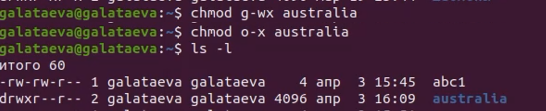 galataeva@galataeva:~$ chmod g-wx australia
galataeva@galataeva:~$ chmod o-x australia
galataeva@galataeva:~$ ls -l
итого 60
-rw-rw-r-- 1 galataeva galataeva    4 апр  3 15:45 abc1
drwxr--r-- 2 galataeva galataeva 4096 апр  3 16:09 australia